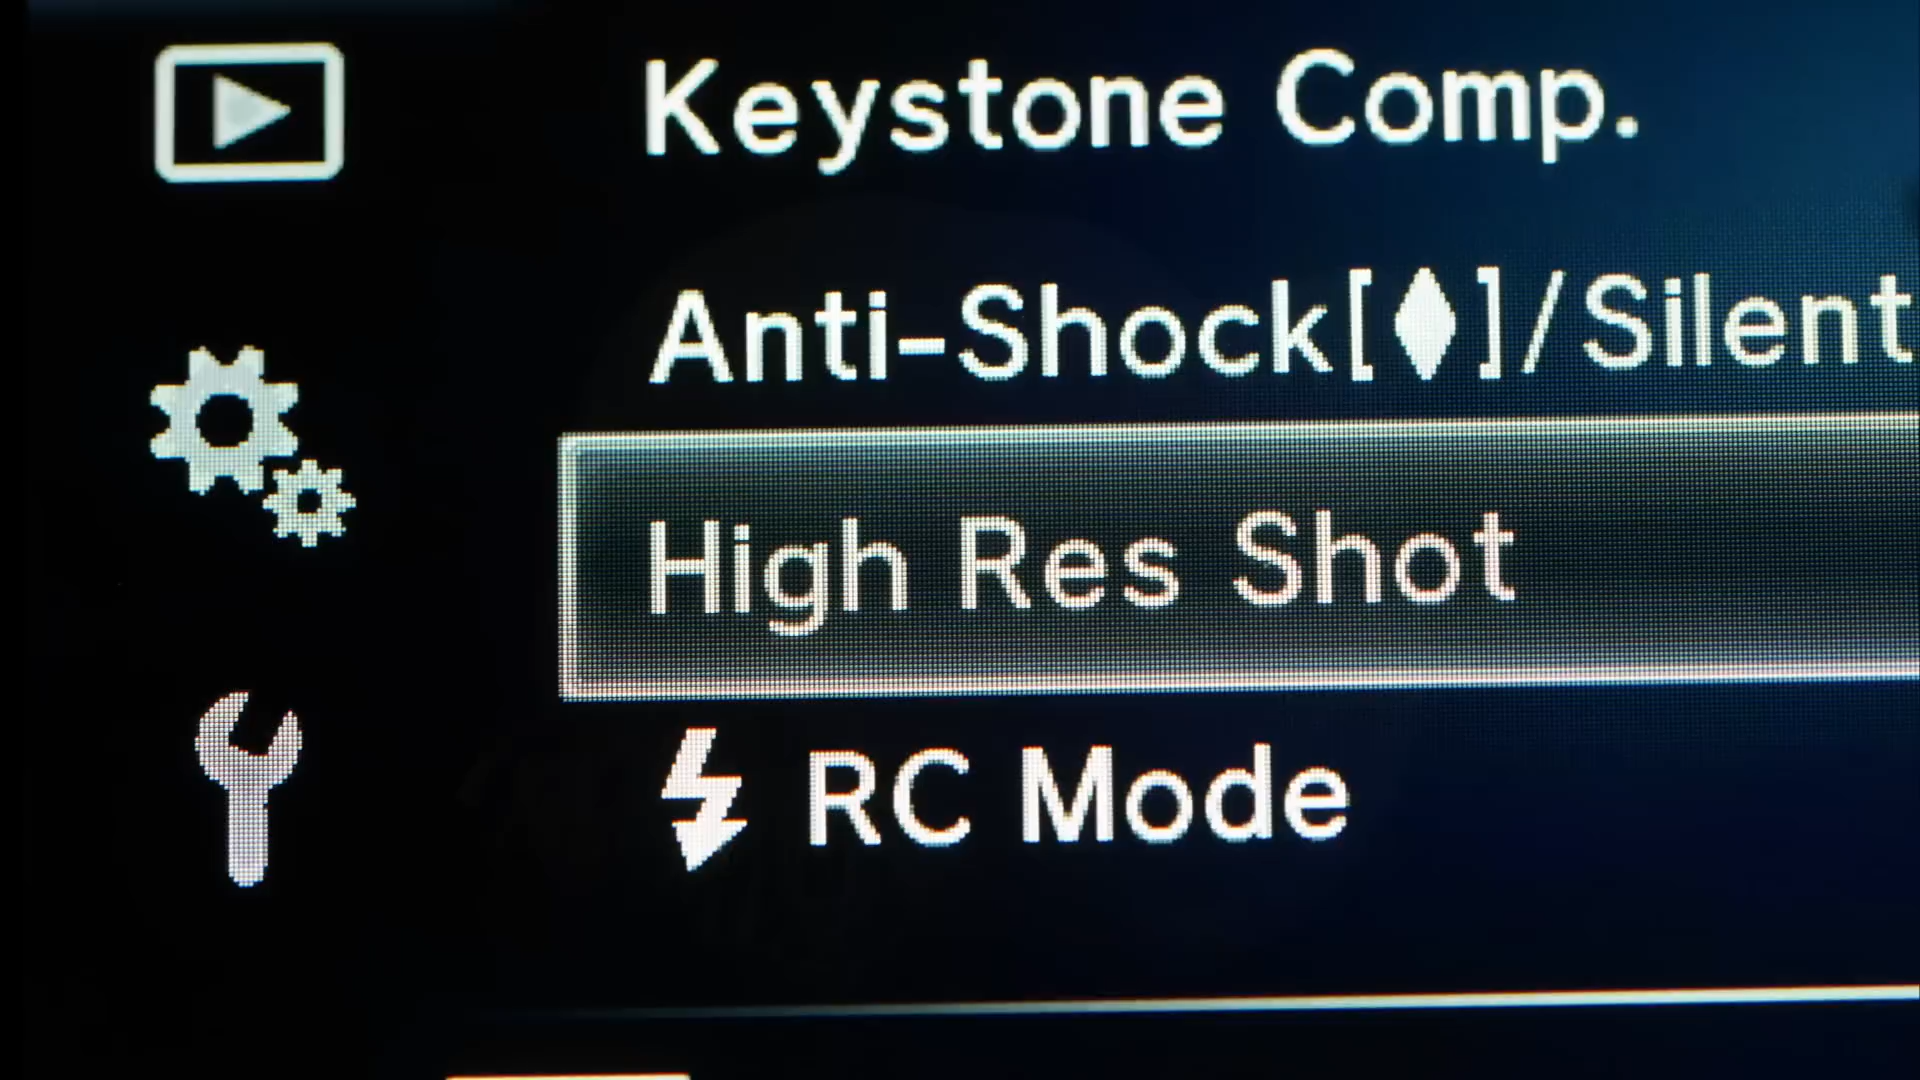 Keystone Comp.
Anti-Shock[♦]/Silent
High Res Shot
RC Mode